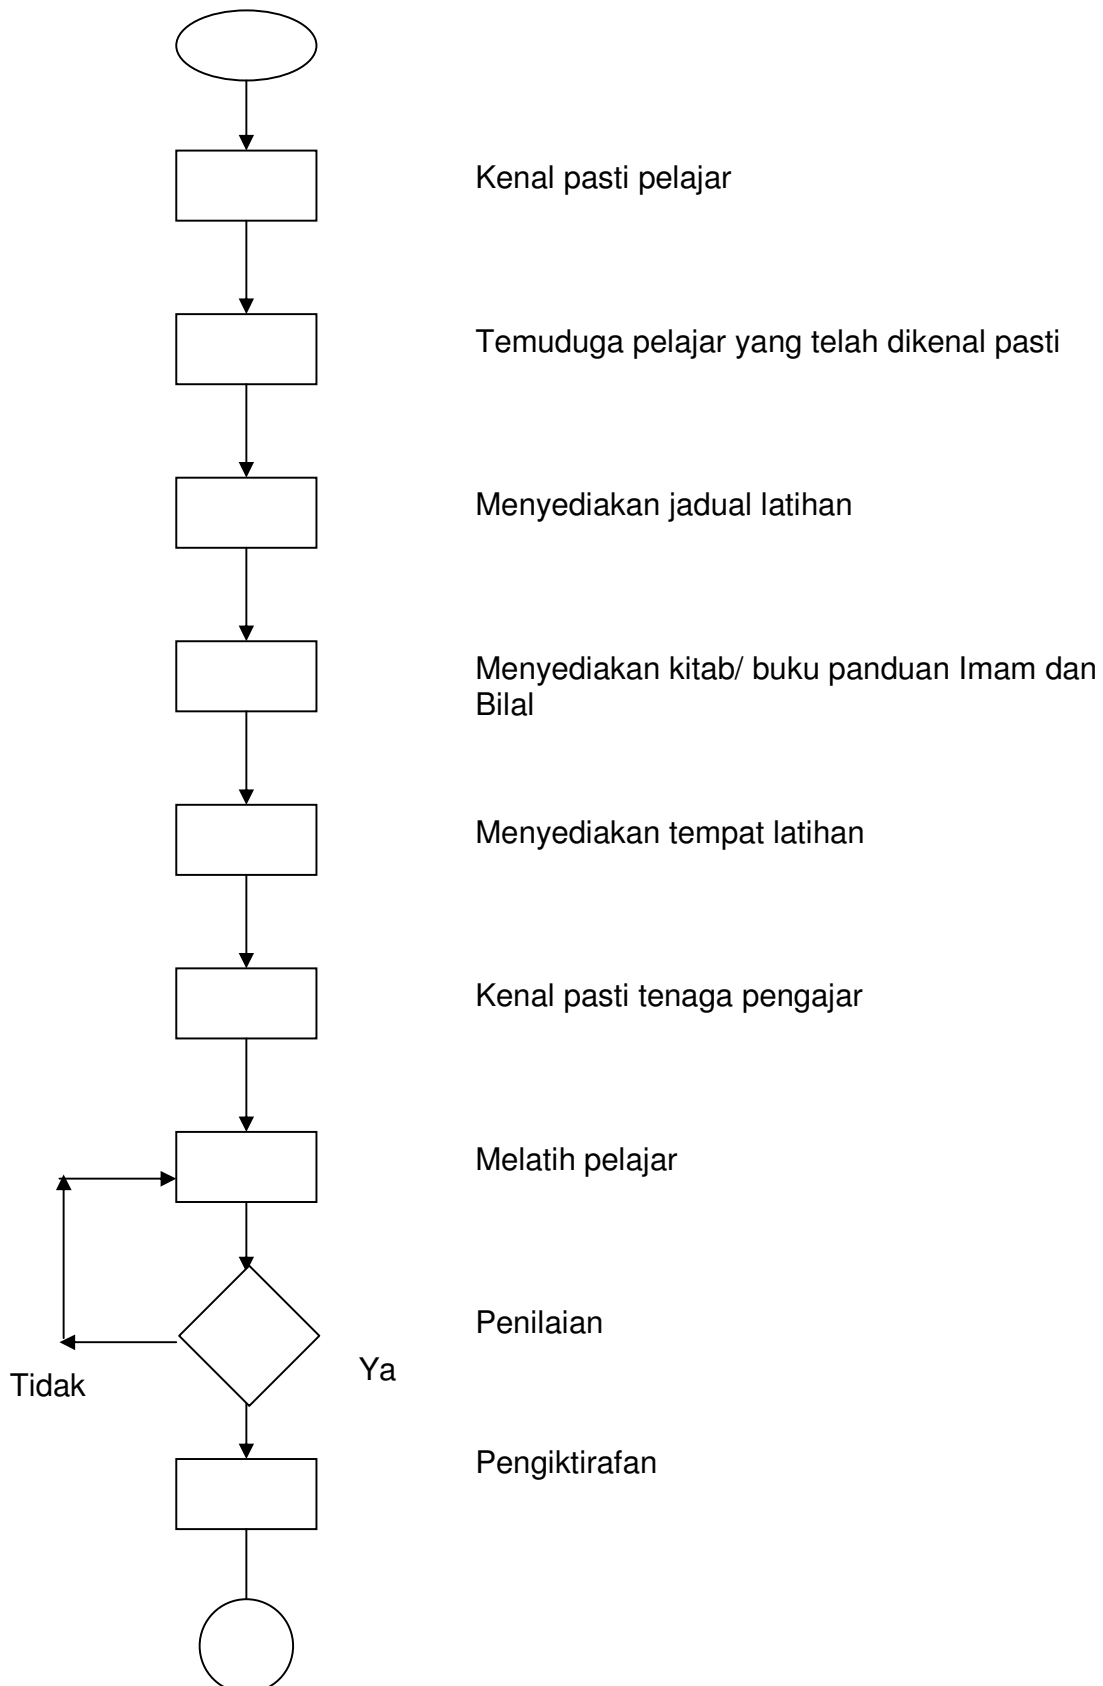 Kenal pasti pelajar
Temuduga pelajar yang telah dikenal pasti
Menyediakan jadual latihan
Menyediakan kitab/ buku panduan Imam dan
Bilal
Menyediakan tempat latihan
Kenal pasti tenaga pengajar
Melatih pelajar
Penilaian
Ya
Tidak
Pengiktirafan